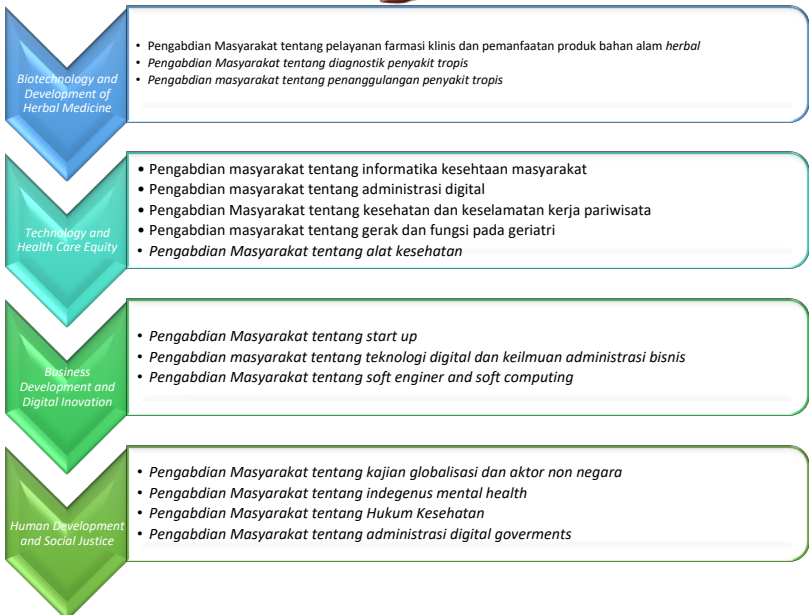 Biotechnology and
Development of
Herbal Medicine
• Pengabdian Masyarakat tentang pelayanan farmasi klinis dan pemanfaatan produk bahan alam herbal
• Pengabdian Masyarakat tentang diagnostik penyakit tropis
• Pengabdian masyarakat tentang penanggulangan penyakit tropis
Technology and
Health Care Equity
• Pengabdian masyarakat tentang informatika kesehtaan masyarakat
• Pengabdian masyarakat tentang administrasi digital
• Pengabdian Masyarakat tentang kesehatan dan keselamatan kerja pariwisata
• Pengabdian masyarakat tentang gerak dan fungsi pada geriatri
• Pengabdian Masyarakat tentang alat kesehatan
Business
Development and
Digital Inovation
• Pengabdian Masyarakat tentang start up
• Pengabdian masyarakat tentang teknologi digital dan keilmuan administrasi bisnis
• Pengabdian Masyarakat tentang soft enginer and soft computing
Human Development
and Social Justice
• Pengabdian Masyarakat tentang kajian globalisasi dan aktor non negara
• Pengabdian Masyarakat tentang indegenus mental health
• Pengabdian Masyarakat tentang Hukum Kesehatan
• Pengabdian Masyarakat tentang administrasi digital goverments